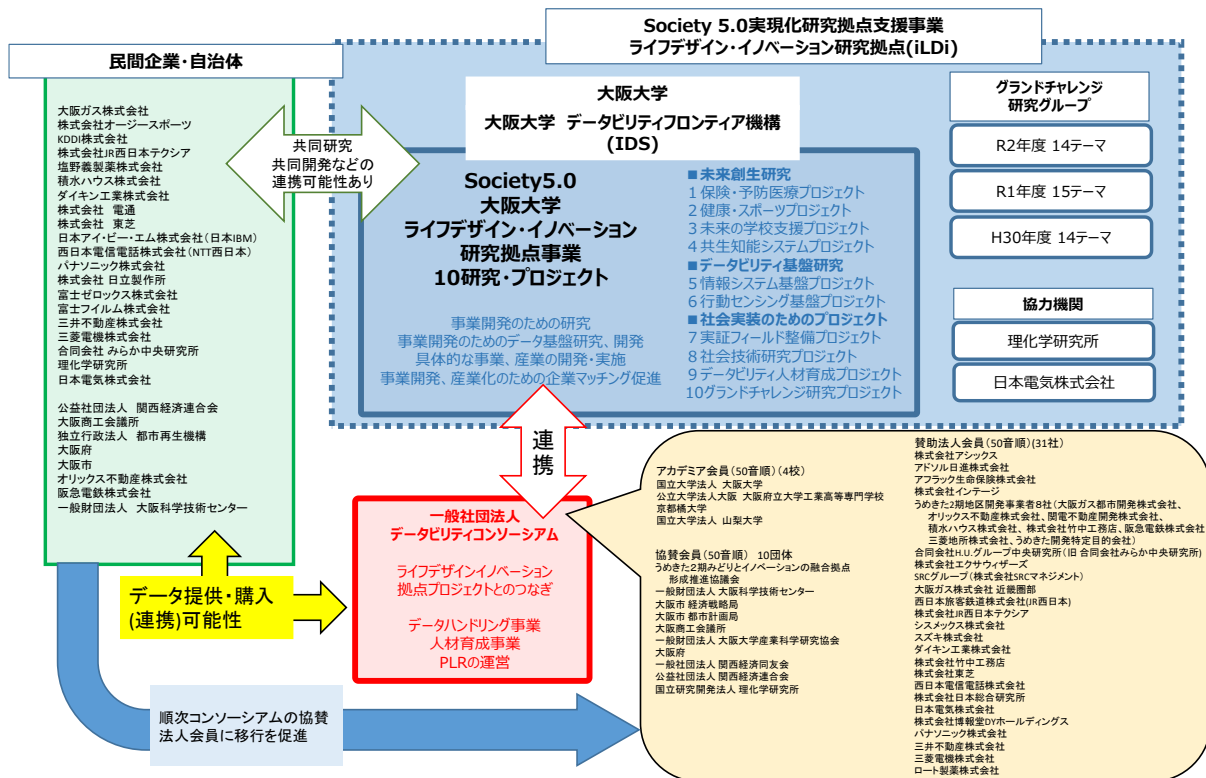 Society 5.0実現化研究拠点支援事業
ライフデザイン・イノベーション研究拠点(iLDi)
民間企業・自治体
大阪ガス株式会社
株式会社オージースポーツ
KDDI株式会社
株式会社JR西日本テクシア
塩野義製薬株式会社
積水ハウス株式会社
ダイキン工業株式会社
株式会社 電通
株式会社 東芝
日本アイ・ビー・エム株式会社(日本IBM)
西日本電信電話株式会社(NTT西日本)
パナソニック株式会社
株式会社 日立製作所
富士ゼロックス株式会社
富士フイルム株式会社
三井不動産株式会社
三菱電機株式会社
合同会社 みらか中央研究所
理化学研究所
日本電気株式会社
公益社団法人 関西経済連合会
大阪商工会議所
独立行政法人 都市再生機構
大阪府
大阪市
オリックス不動産株式会社
阪急電鉄株式会社
一般財団法人 大阪科学技術センター
共同研究
共同開発などの
連携可能性あり
大阪大学
大阪大学 データビリティフロンティア機構
(IDS)
Society5.0
大阪大学
ライフデザイン・イノベーション
研究拠点事業
10研究・プロジェクト
事業開発のための研究
事業開発のためのデータ基盤研究、開発
具体的な事業、産業の開発・実施
事業開発、産業化のための企業マッチング促進
■未来創生研究
1 保険・予防医療プロジェクト
2 健康・スポーツプロジェクト
3 未来の学校支援プロジェクト
4 共生知能システムプロジェクト
■データビリティ基盤研究
5 情報システム基盤プロジェクト
6 行動センシング基盤プロジェクト
■社会実装のためのプロジェクト
7 実証フィールド整備プロジェクト
8 社会技術研究プロジェクト
9 データビリティ人材育成プロジェクト
10グランドチャレンジ研究プロジェクト
グランドチャレンジ
研究グループ
R2年度 14テーマ
R1年度 15テーマ
H30年度 14テーマ
協力機関
理化学研究所
日本電気株式会社
連携
一般社団法人
データビリティコンソーシアム
ライフデザインイノベーション
拠点プロジェクトとのつなぎ
データハンドリング事業
人材育成事業
PLRの運営
データ提供・購入
(連携)可能性
順次コンソーシアムの協賛
法人会員に移行を促進
アカデミア会員(50音順)(4校)
国立大学法人 大阪大学
公立大学法人大阪 大阪府立大学工業高等専門学校
京都橘大学
国立大学法人 山梨大学
協賛会員(50音順) 10団体
うめきた2期みどりとイノベーションの融合拠点
形成推進協議会
一般財団法人 大阪科学技術センター
大阪市 経済戦略局
大阪市 都市計画局
大阪商工会議所
一般財団法人 大阪大学産業科学研究協会
大阪府
一般社団法人 関西経済同友会
公益社団法人 関西経済連合会
国立研究開発法人 理化学研究所
賛助法人会員(50音順)(31社)
株式会社アシックス
アドソル日進株式会社
アフラック生命保険株式会社
株式会社インテージ
うめきた2期地区開発事業者8社(大阪ガス都市開発株式会社、
オリックス不動産株式会社、関電不動産開発株式会社、
積水ハウス株式会社、株式会社竹中工務店、阪急電鉄株式会社
三菱地所株式会社、うめきた開発特定目的会社)
合同会社H.U.グループ中央研究所(旧 合同会社みらか中央研究所)
株式会社エクサウィザーズ
SRCグループ(株式会社SRCマネジメント)
大阪ガス株式会社 近畿圏部
西日本旅客鉄道株式会社(JR西日本)
株式会社JR西日本テクシア
シスメックス株式会社
スズキ株式会社
ダイキン工業株式会社
株式会社竹中工務店
株式会社東芝
西日本電信電話株式会社
株式会社日本総合研究所
日本電気株式会社
株式会社博報堂DYホールディングス
パナソニック株式会社
三井不動産株式会社
三菱電機株式会社
ロート製薬株式会社